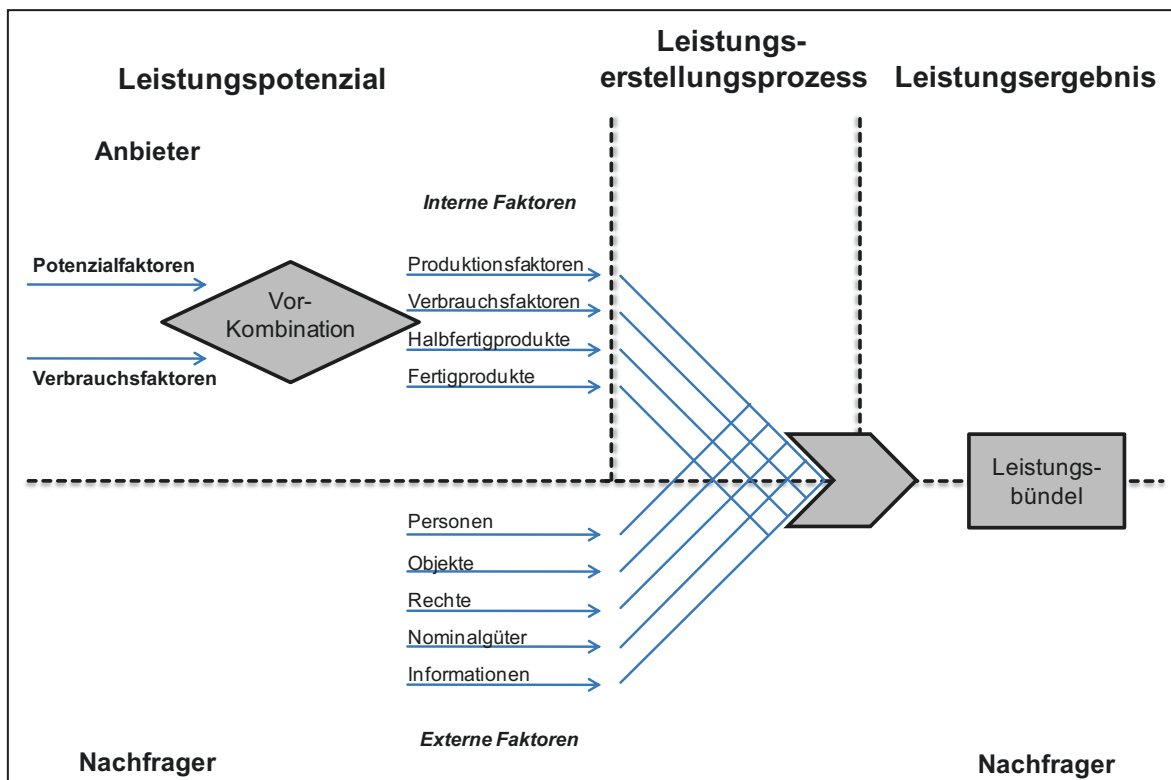 Leistungspotenzial
Leistungs-
erstellungsprozess
Leistungsergebnis
Anbieter
Interne Faktoren
Potenzialfaktoren
Verbrauchsfaktoren
Vor-
Kombination
Produktionsfaktoren
Verbrauchsfaktoren
Halbfertigprodukte
Fertigprodukte
Leistungs-
bündel
Personen
Objekte
Rechte
Nominalgüter
Informationen
Externe Faktoren
Nachfrager
Nachfrager